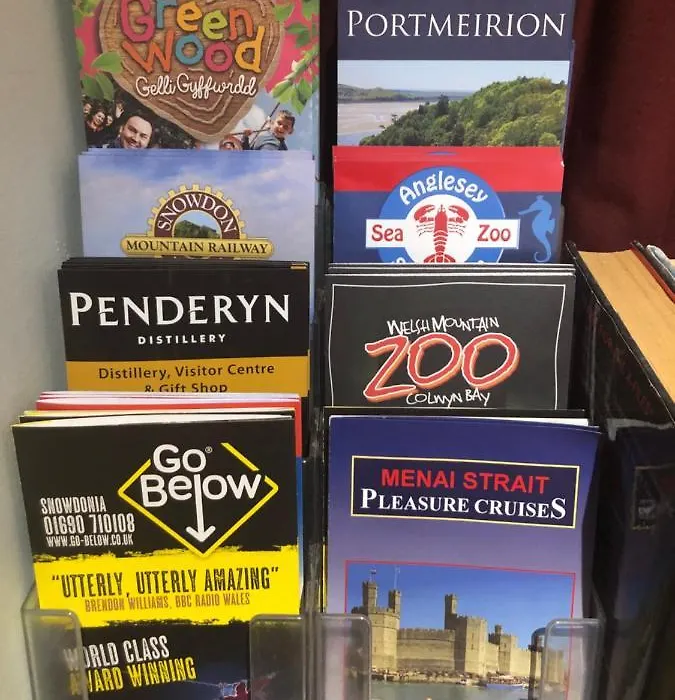 Green
Wood
Gelli Gyffwrdd
PORTMEIRION
SNOWDON
MOUNTAIN RAILWAY
Anglesey
Sea Zoo
PENDERYN
DISTILLERY
Distillery, Visitor Centre
& Gift Shop
WELSH MOUNTAIN
ZOO
COLWYN BAY
Go®
Below
SNOWDONIA
01690 710108
WWW.GO-BELOW.CO.UK
"UTTERLY, UTTERLY AMAZING"
BRENDON WILLIAMS, BBC RADIO WALES
WORLD CLASS
AWARD WINNING
MENAI STRAIT
PLEASURE CRUISES